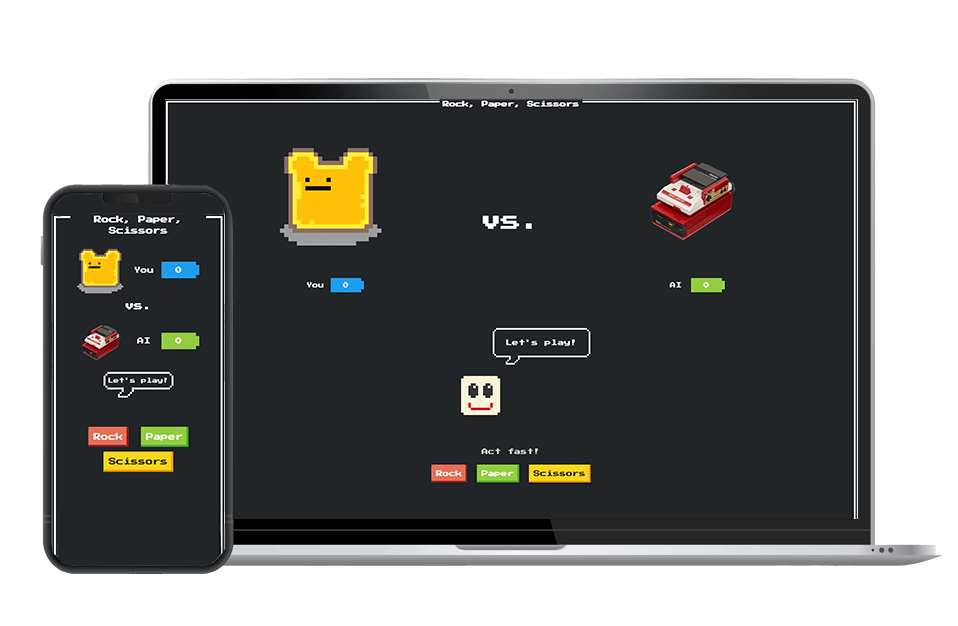 Rock, Paper, Scissors
vs.
You 0
AI 0
Let's play!
Act fast!
Rock Paper Scissors
Rock, Paper,
Scissors
You 0
vs.
AI 0
Let's play!
Rock Paper
Scissors